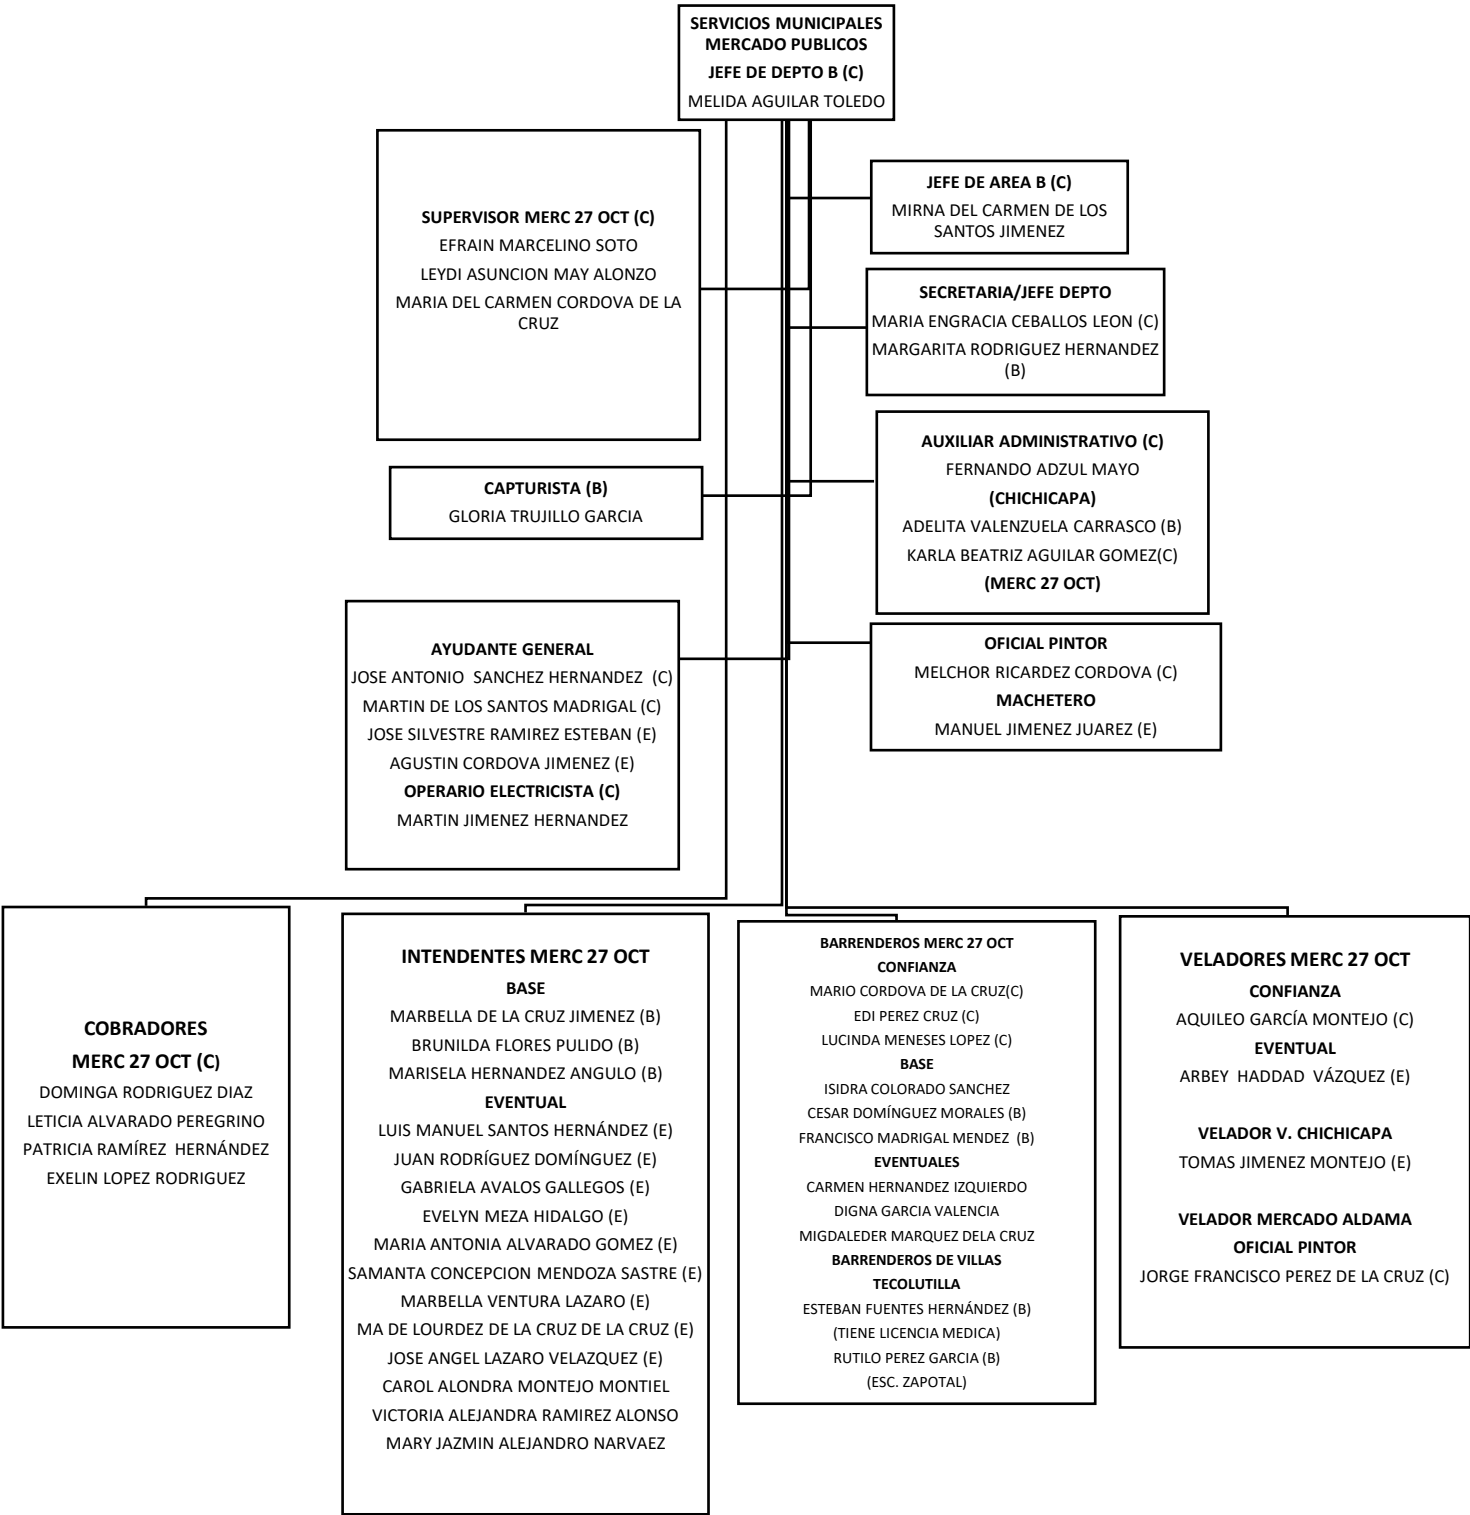 SERVICIOS MUNICIPALES
MERCADO PUBLICOS
JEFE DE DEPTO B (C)
MELIDA AGUILAR TOLEDO
SUPERVISOR MERC 27 OCT (C)
EFRAIN MARCELINO SOTO
LEYDI ASUNCION MAY ALONZO
MARIA DEL CARMEN CORDOVA DE LA
CRUZ
JEFE DE AREA B (C)
MIRNA DEL CARMEN DE LOS
SANTOS JIMENEZ
SECRETARIA/JEFE DEPTO
MARIA ENGRACIA CEBALLOS LEON (C)
MARGARITA RODRIGUEZ HERNANDEZ
(B)
CAPTURISTA (B)
GLORIA TRUJILLO GARCIA
AUXILIAR ADMINISTRATIVO (C)
FERNANDO ADZUL MAYO
(CHICHICAPA)
ADELITA VALENZUELA CARRASCO (B)
KARLA BEATRIZ AGUILAR GOMEZ(C)
(MERC 27 OCT)
AYUDANTE GENERAL
JOSE ANTONIO  SANCHEZ HERNANDEZ  (C)
MARTIN DE LOS SANTOS MADRIGAL (C)
JOSE SILVESTRE RAMIREZ ESTEBAN (E)
AGUSTIN CORDOVA JIMENEZ (E)
OPERARIO ELECTRICISTA (C)
MARTIN JIMENEZ HERNANDEZ
OFICIAL PINTOR
MELCHOR RICARDEZ CORDOVA (C)
MACHETERO
MANUEL JIMENEZ JUAREZ (E)
COBRADORES
MERC 27 OCT (C)
DOMINGA RODRIGUEZ DIAZ
LETICIA ALVARADO PEREGRINO
PATRICIA RAMÍREZ  HERNÁNDEZ
EXELIN LOPEZ RODRIGUEZ
INTENDENTES MERC 27 OCT
BASE
MARBELLA DE LA CRUZ JIMENEZ (B)
BRUNILDA FLORES PULIDO (B)
MARISELA HERNANDEZ ANGULO (B)
EVENTUAL
LUIS MANUEL SANTOS HERNÁNDEZ (E)
JUAN RODRÍGUEZ DOMÍNGUEZ (E)
GABRIELA AVALOS GALLEGOS (E)
EVELYN MEZA HIDALGO (E)
MARIA ANTONIA ALVARADO GOMEZ (E)
SAMANTA CONCEPCION MENDOZA SASTRE (E)
MARBELLA VENTURA LAZARO (E)
MA DE LOURDEZ DE LA CRUZ DE LA CRUZ (E)
JOSE ANGEL LAZARO VELAZQUEZ (E)
CAROL ALONDRA MONTEJO MONTIEL
VICTORIA ALEJANDRA RAMIREZ ALONSO
MARY JAZMIN ALEJANDRO NARVAEZ
BARRENDEROS MERC 27 OCT
CONFIANZA
MARIO CORDOVA DE LA CRUZ(C)
EDI PEREZ CRUZ (C)
LUCINDA MENESES LOPEZ (C)
BASE
ISIDRA COLORADO SANCHEZ
CESAR DOMÍNGUEZ MORALES (B)
FRANCISCO MADRIGAL MENDEZ  (B)
EVENTUALES
CARMEN HERNANDEZ IZQUIERDO
DIGNA GARCIA VALENCIA
MIGDALEDER MARQUEZ DELA CRUZ
BARRENDEROS DE VILLAS
TECOLUTILLA
ESTEBAN FUENTES HERNÁNDEZ (B)
(TIENE LICENCIA MEDICA)
RUTILO PEREZ GARCIA (B)
(ESC. ZAPOTAL)
VELADORES MERC 27 OCT
CONFIANZA
AQUILEO GARCÍA MONTEJO (C)
EVENTUAL
ARBEY  HADDAD  VÁZQUEZ (E)
VELADOR V. CHICHICAPA
TOMAS JIMENEZ MONTEJO (E)
VELADOR MERCADO ALDAMA
OFICIAL PINTOR
JORGE FRANCISCO PEREZ DE LA CRUZ (C)